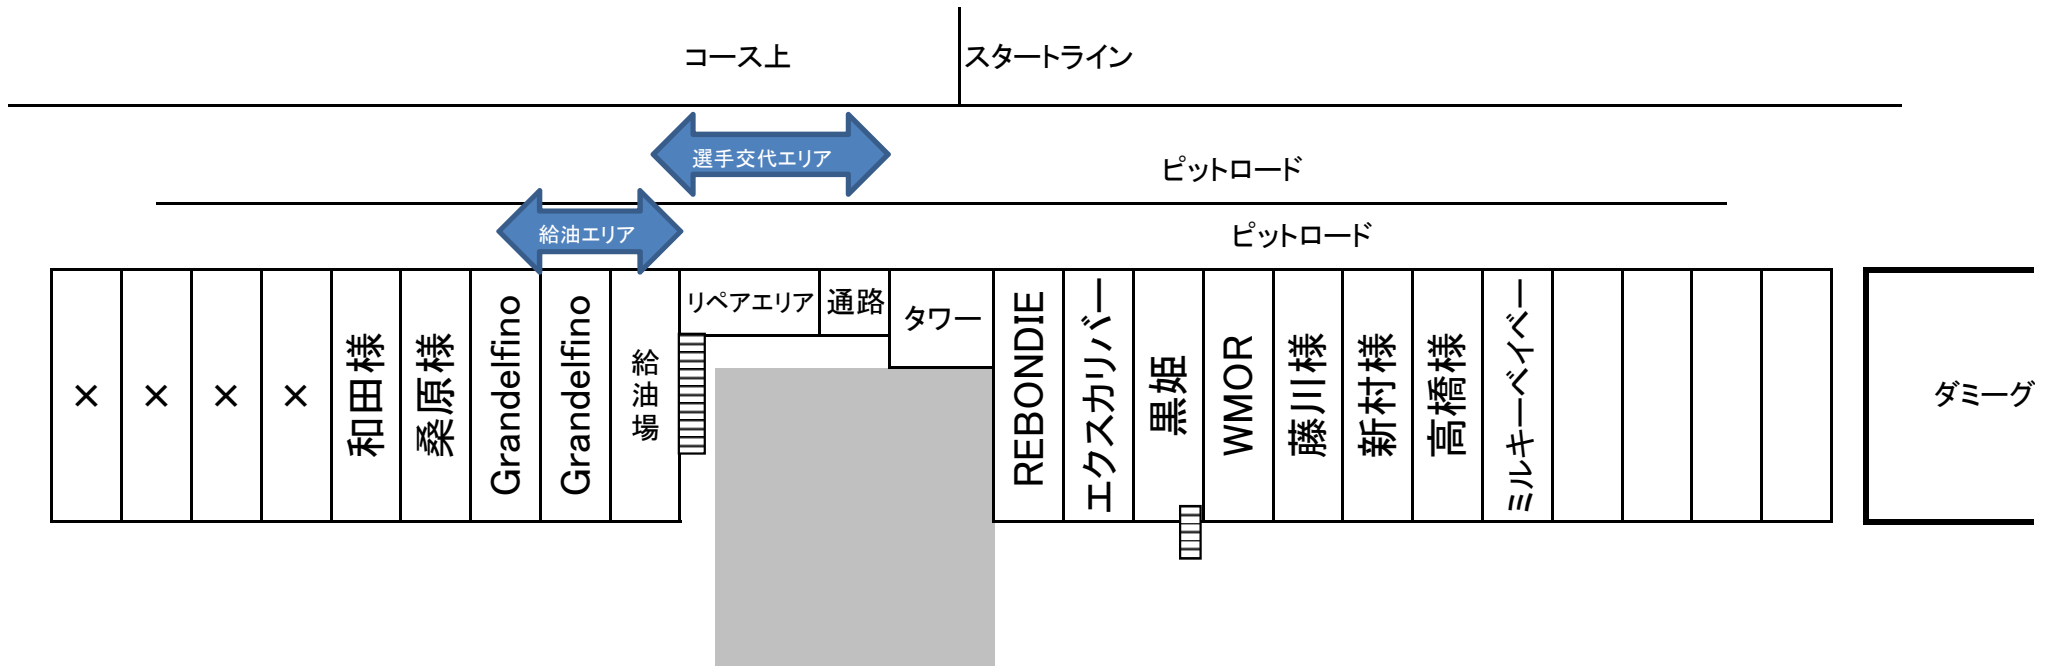 コース上
スタートライン
選手交代エリア
ピットロード
給油エリア
ピットロード
×
×
×
×
和田様
桑原様
Grandelfino
Grandelfino
給油場
リペアエリア
通路
タワー
REBONDIE
エクスカリバー
黒姫
WMOR
藤川様
新村様
高橋様
ミルキーベイベー
ダミーグ